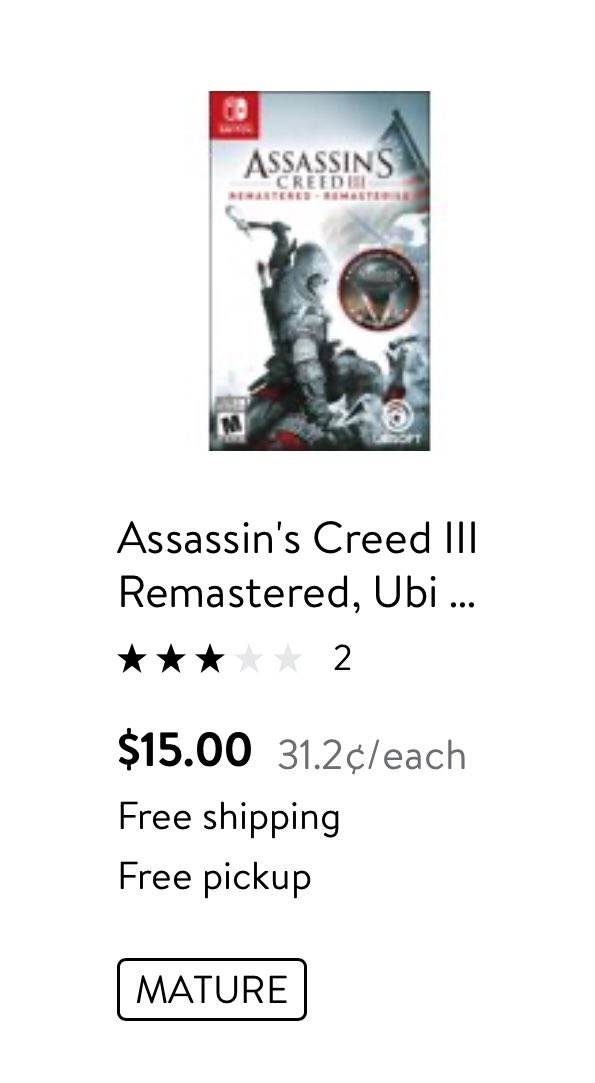 SWITCH
ASSASSIN'S
CREED III
REMASTERED - REMASTERISÉ
M
UBISOFT
Assassin's Creed III
Remastered, Ubi ...
2
$15.00 31.2¢/each
Free shipping
Free pickup
MATURE